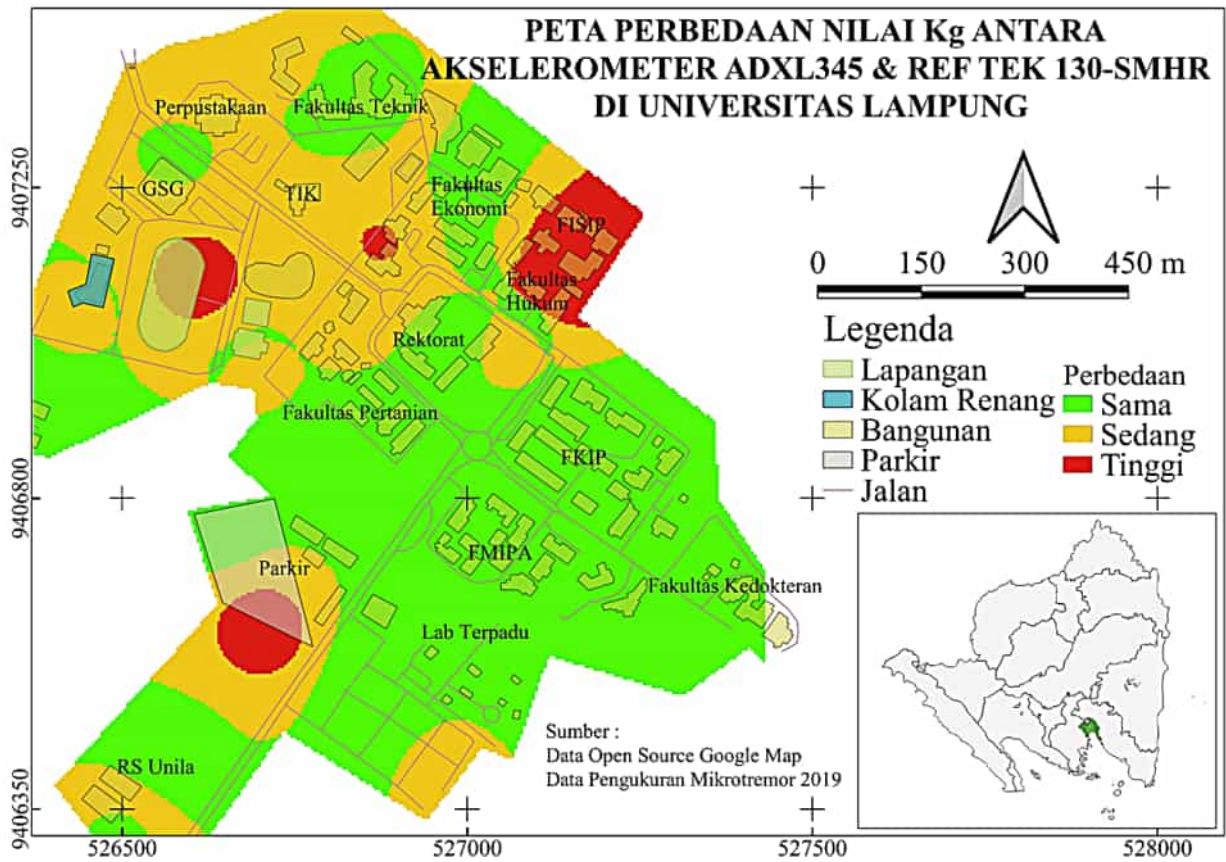 PETA PERBEDAAN NILAI Kg ANTARA
AKSELEROMETER ADXL345 & REF TEK 130-SMHR
DI UNIVERSITAS LAMPUNG
Perpustakaan
Fakultas Teknik
GSG
TIK
Fakultas
Ekonomi
FISIP
Fakultas
Hukum
Rektorat
Fakultas Pertanian
FKIP
FMIPA
Fakultas Kedokteran
Parkir
Lab Terpadu
RS Unila
0 150 300 450 m
Legenda
Lapangan
Kolam Renang
Bangunan
Parkir
Jalan
Perbedaan
Sama
Sedang
Tinggi
Sumber :
Data Open Source Google Map
Data Pengukuran Mikrotremor 2019
9407250
9406800
9406350
526500 527000 527500 528000